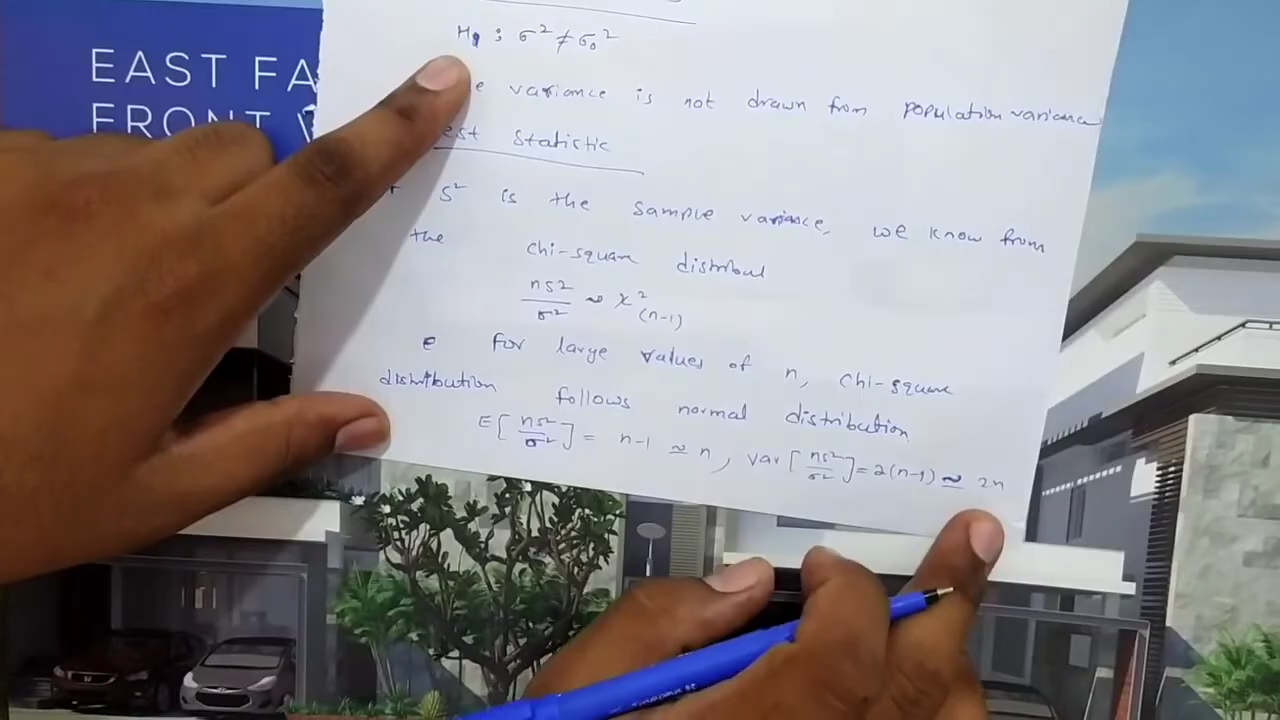 EAST FA
FRONT
H1 : σ² ≠ σ₀²
variance is not drawn from population variance
est statistic
s² is the sample variance, we know from
the chi-square distribul
ns²/σ² ~ χ²(n-1)
e for large values of n, chi-square
distribution follows normal distribution
E[ns²/σ²] = n-1 ≃ n, var[ns²/σ²] = 2(n-1) ≃ 2n